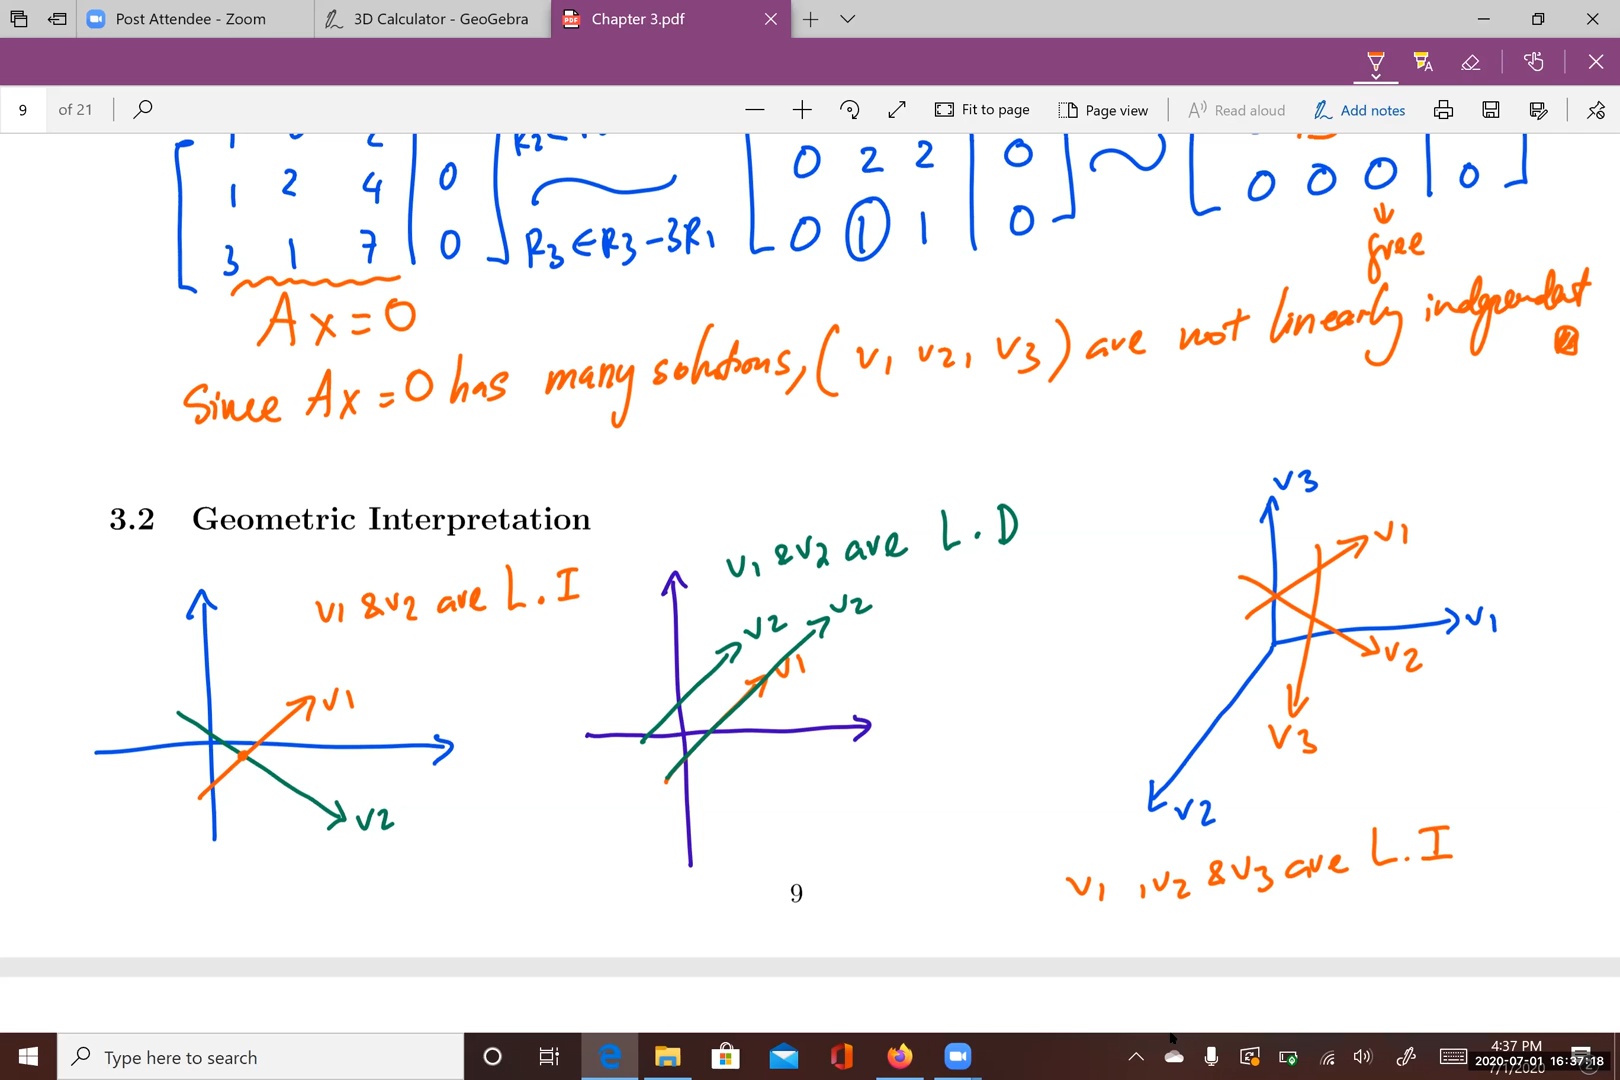 Post Attendee - Zoom
3D Calculator - GeoGebra
Chapter 3.pdf
9 of 21
Fit to page
Page view
Read aloud
Add notes
1 2 4 0
0 2 2 0
0 0 0 0
3 1 7 0
R3 ← R3 - 3R1
0 1 1 0
free
Ax = 0
Since Ax = 0 has many solutions, (v1 v2, v3) are not linearly independent
3.2 Geometric Interpretation
v1 & v2 are L.I
v1
v2
v1 & v2 are L.D
v2
v2
v1
v3
v1
v1
v2
v3
v2
v1, v2 & v3 are L.I
9
Type here to search
4:37 PM
7/1/2020
2020-07-01 16:37:18